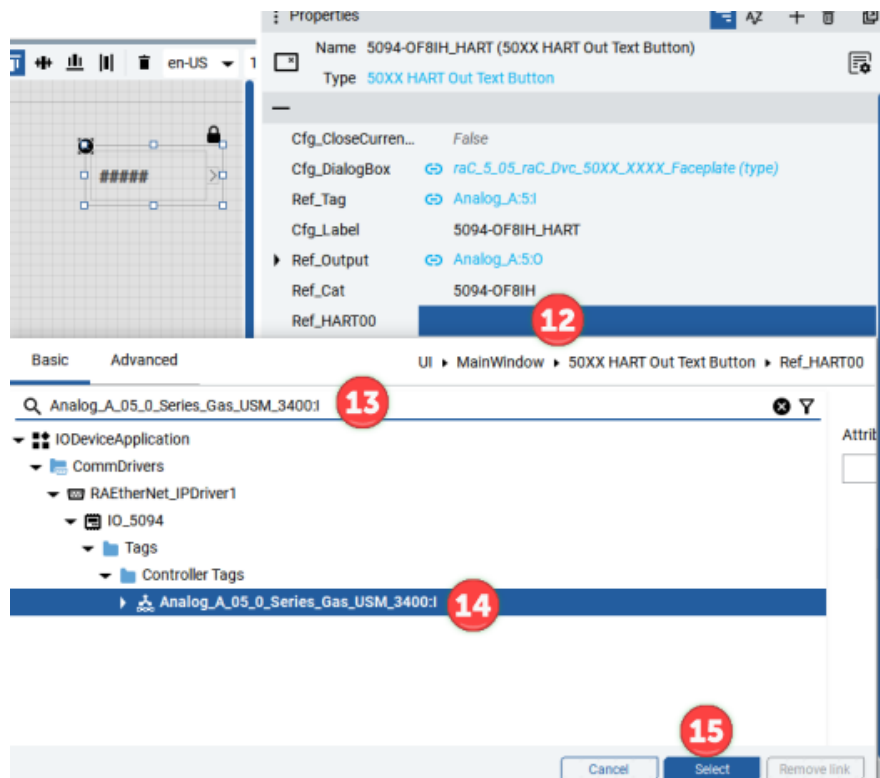 Properties
AZ
Name 5094-OF8IH_HART (50XX HART Out Text Button)
Type 50XX HART Out Text Button
en-US
#####
Cfg_CloseCurren... False
Cfg_DialogBox raC_5_05_raC_Dvc_50XX_XXXX_Faceplate (type)
Ref_Tag Analog_A:5:I
Cfg_Label 5094-OF8IH_HART
Ref_Output Analog_A:5:O
Ref_Cat 5094-OF8IH
Ref_HART00
12
Basic Advanced UI MainWindow 50XX HART Out Text Button Ref_HART00
Analog_A_05_0_Series_Gas_USM_3400:I
13
IODeviceApplication
CommDrivers
RAEtherNet_IPDriver1
IO_5094
Tags
Controller Tags
Analog_A_05_0_Series_Gas_USM_3400:I
14
Attrib
15
Cancel Select Remove link